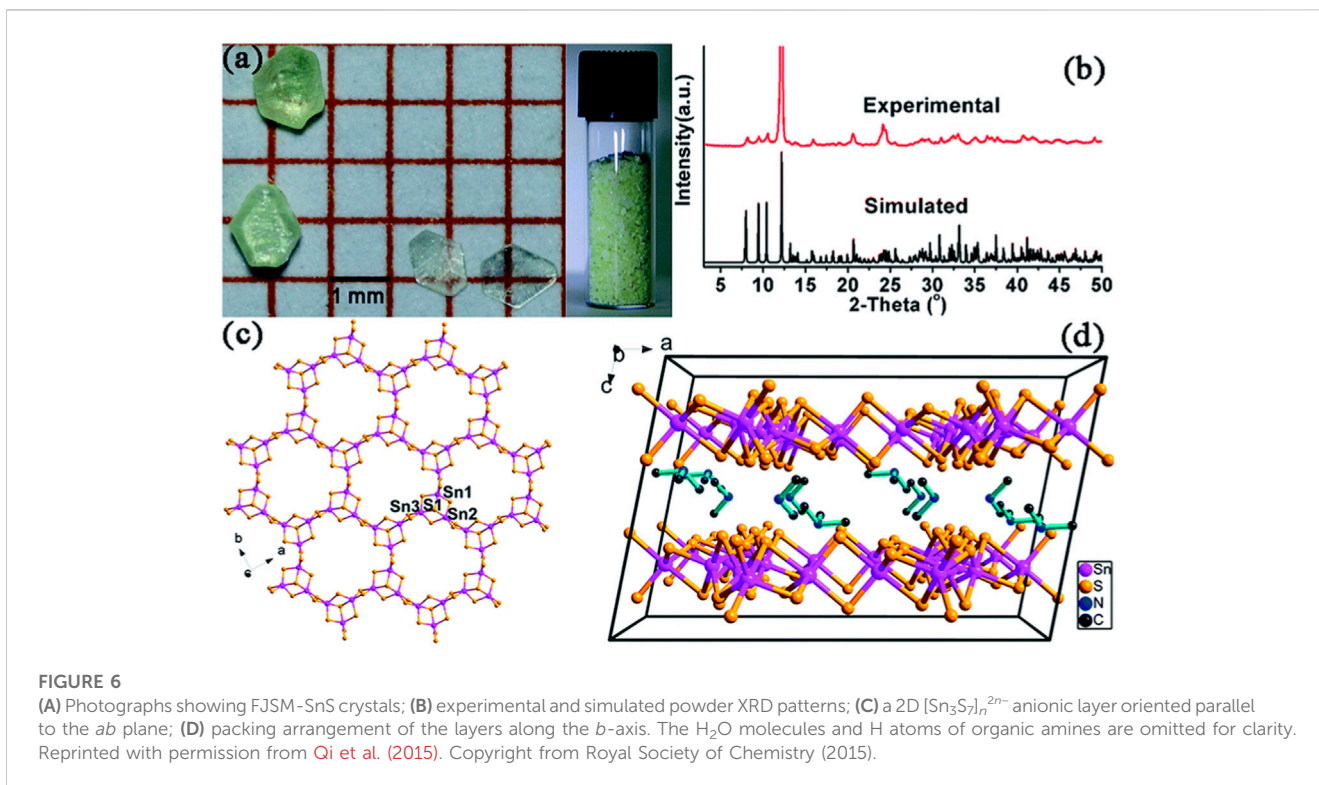 (a)
1 mm
(b)
Experimental
Simulated
Intensity(a.u.)
5 10 15 20 25 30 35 40 45 50
2-Theta (°)
(c)
Sn1
Sn3 S1
Sn2
b
a
c
(d)
b a
c
Sn
S
N
C
FIGURE 6
(A) Photographs showing FJSM-SnS crystals; (B) experimental and simulated powder XRD patterns; (C) a 2D [Sn₃S₇]ₙ²ⁿ⁻ anionic layer oriented parallel
to the ab plane; (D) packing arrangement of the layers along the b-axis. The H₂O molecules and H atoms of organic amines are omitted for clarity.
Reprinted with permission from Qi et al. (2015). Copyright from Royal Society of Chemistry (2015).